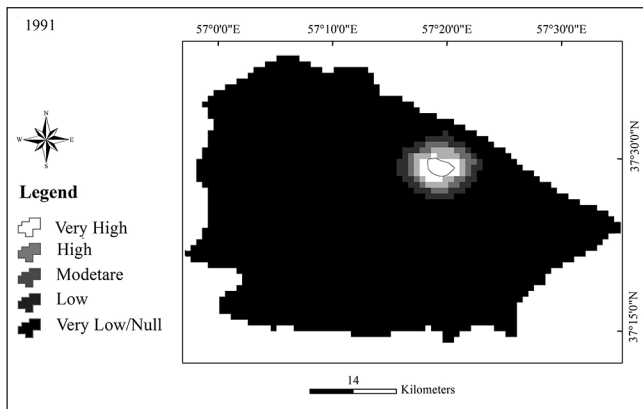 1991
57°0'0"E
57°10'0"E
57°20'0"E
57°30'0"E
N
W
E
S
37°30'0"N
Legend
Very High
High
Modetare
Low
Very Low/Null
37°15'0"N
14
Kilometers